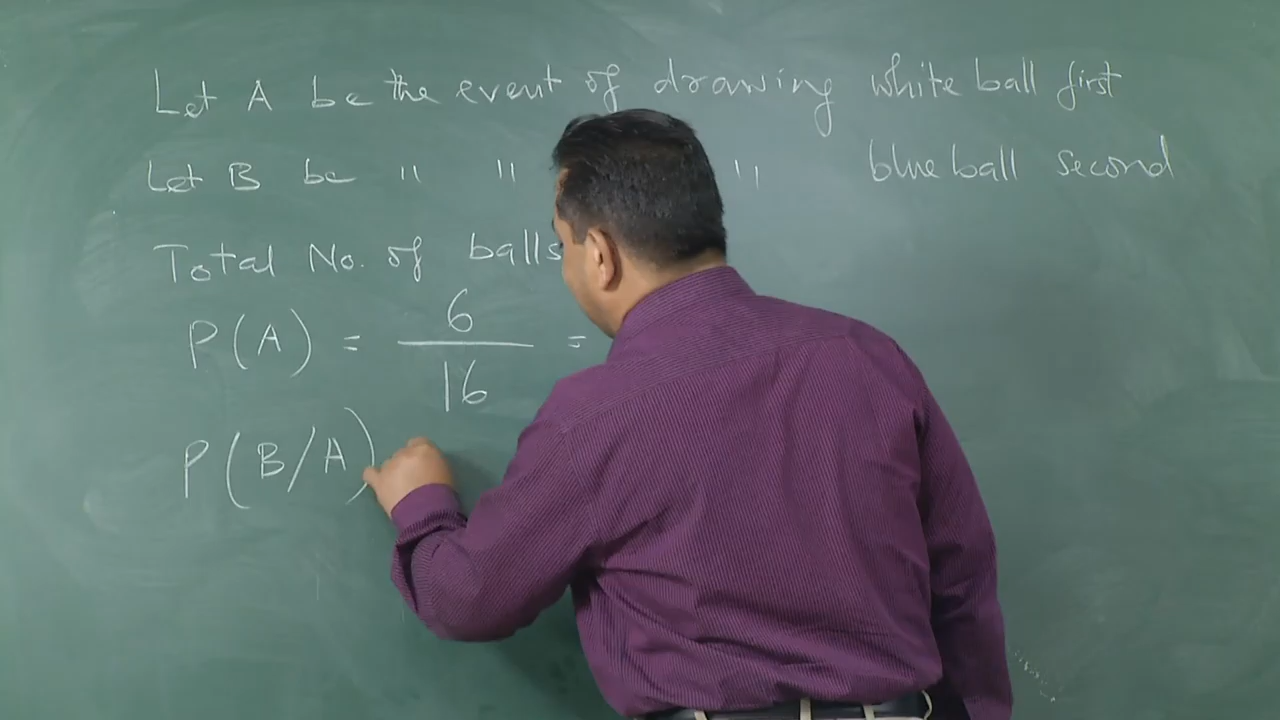 Let A be the event of drawing white ball first
Let B be " " " blue ball second
Total No. of balls
P(A) = 6/16 =
P(B/A)